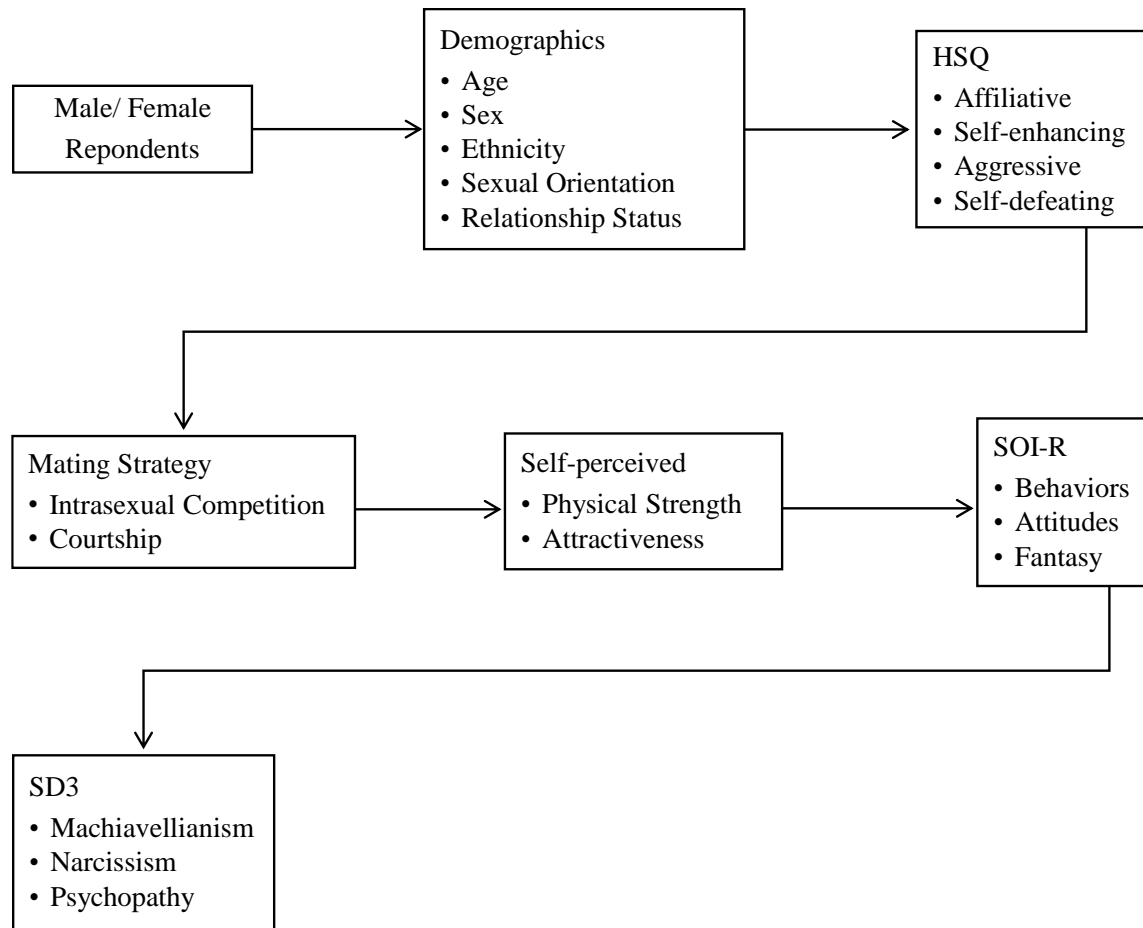 Male/ Female
Repondents
Demographics
• Age
• Sex
• Ethnicity
• Sexual Orientation
• Relationship Status
HSQ
• Affiliative
• Self-enhancing
• Aggressive
• Self-defeating
Mating Strategy
• Intrasexual Competition
• Courtship
Self-perceived
• Physical Strength
• Attractiveness
SOI-R
• Behaviors
• Attitudes
• Fantasy
SD3
• Machiavellianism
• Narcissism
• Psychopathy